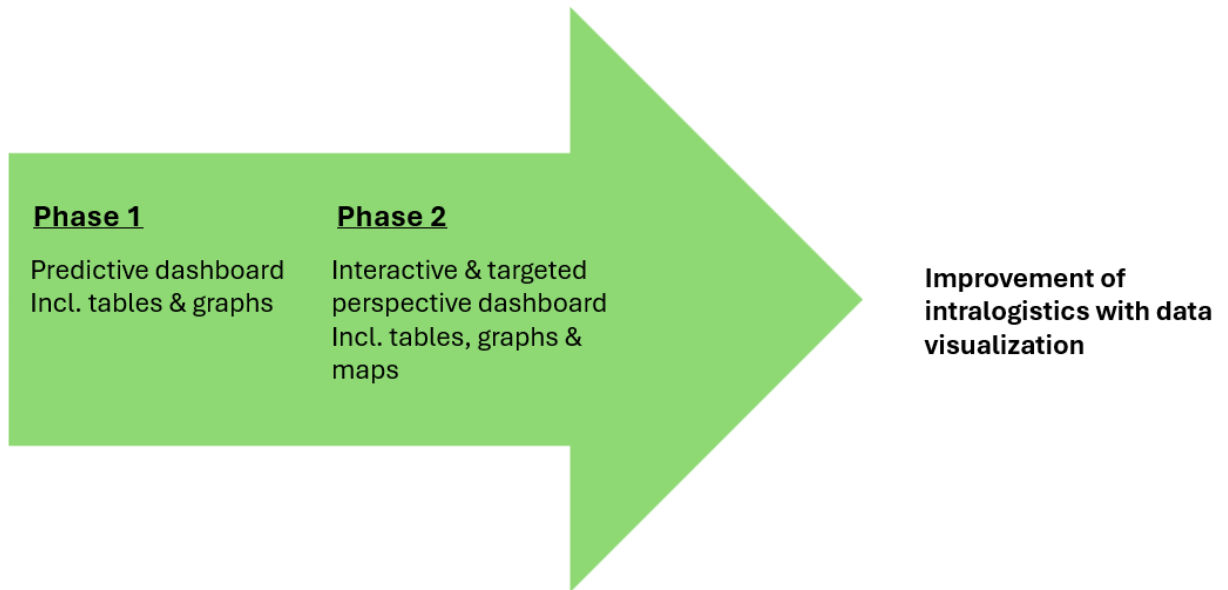 Phase 1
Predictive dashboard
Incl. tables & graphs
Phase 2
Interactive & targeted
perspective dashboard
Incl. tables, graphs &
maps
Improvement of
intralogistics with data
visualization